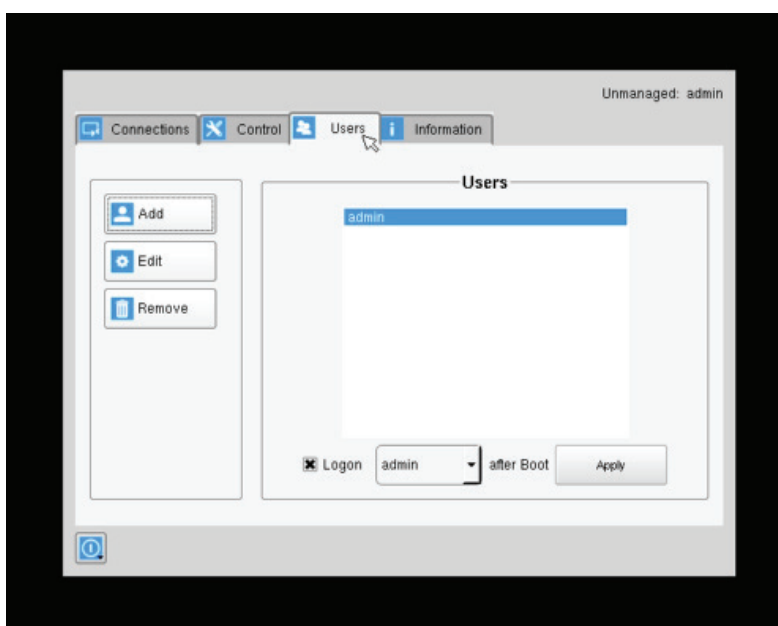 Unmanaged: admin
Connections Control Users Information
Users
Add
Edit
Remove
admin
Logon admin after Boot Apply